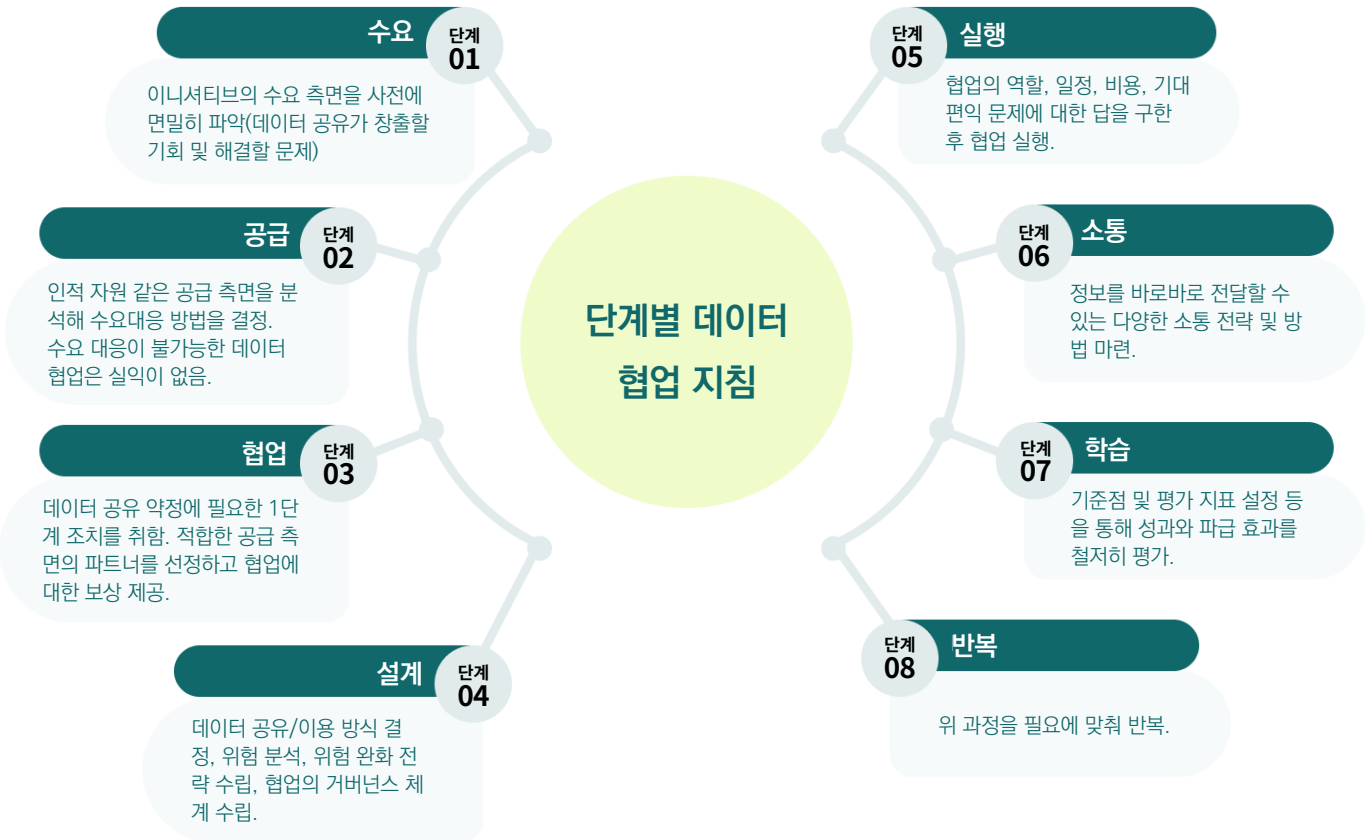 단계별 데이터
협업 지침
수요
단계
01
이니셔티브의 수요 측면을 사전에
면밀히 파악(데이터 공유가 창출할
기회 및 해결할 문제)
공급
단계
02
인적 자원 같은 공급 측면을 분
석해 수요대응 방법을 결정.
수요 대응이 불가능한 데이터
협업은 실익이 없음.
협업
단계
03
데이터 공유 약정에 필요한 1단
계 조치를 취함. 적합한 공급 측
면의 파트너를 선정하고 협업에
대한 보상 제공.
설계
단계
04
데이터 공유/이용 방식 결
정, 위험 분석, 위험 완화 전
략 수립, 협업의 거버넌스 체
계 수립.
단계
05
실행
협업의 역할, 일정, 비용, 기대
편익 문제에 대한 답을 구한
후 협업 실행.
단계
06
소통
정보를 바로바로 전달할 수
있는 다양한 소통 전략 및 방
법 마련.
단계
07
학습
기준점 및 평가 지표 설정 등
을 통해 성과와 파급 효과를
철저히 평가.
단계
08
반복
위 과정을 필요에 맞춰 반복.